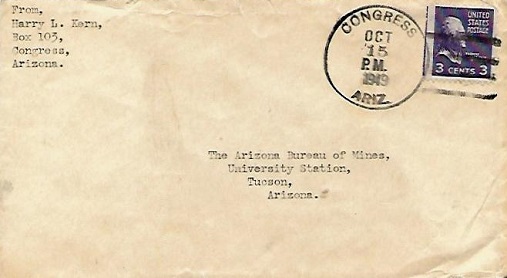 From,
Harry L. Kern,
Box 103,
Congress,
Arizona.
CONGRESS
OCT
15
P.M.
1949
ARIZ.
UNITED
STATES
POSTAGE
3 CENTS 3
The Arizona Bureau of Mines,
University Station,
Tucson,
Arizona.